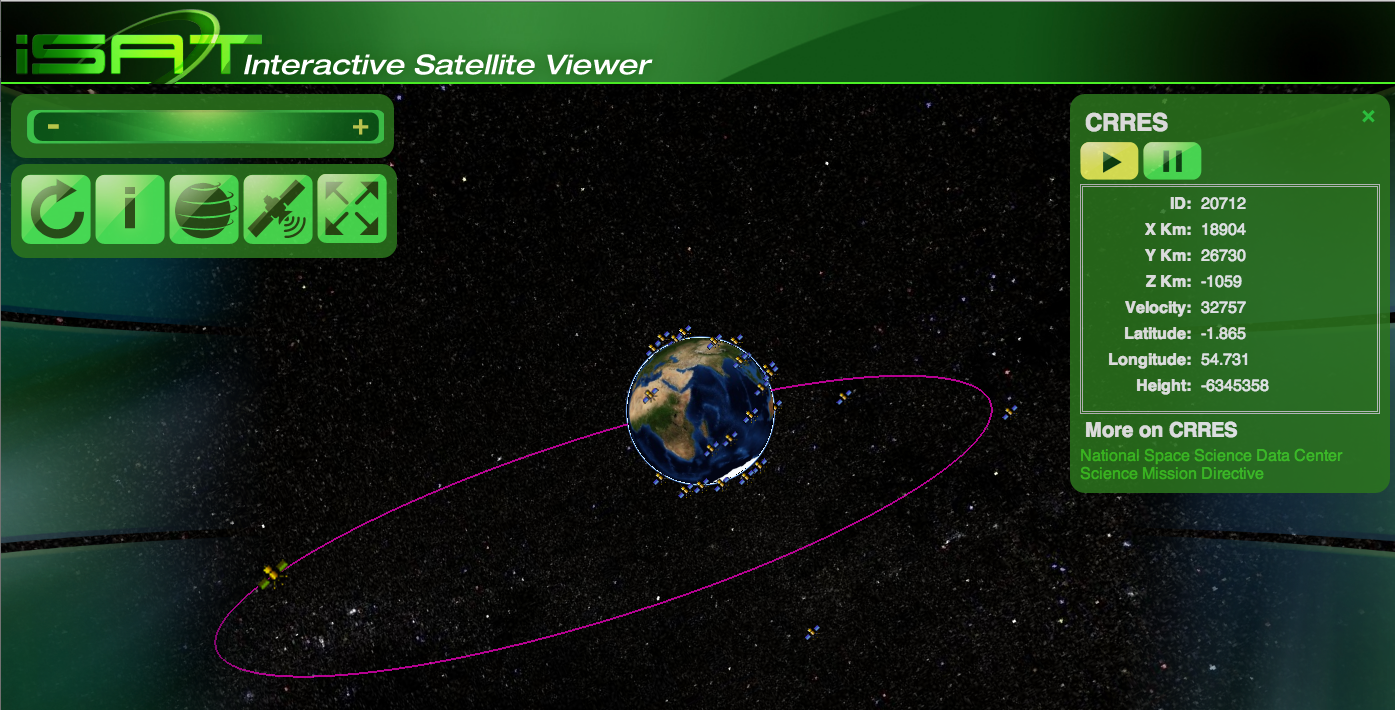 iSAT Interactive Satellite Viewer
- +
i
CRRES ×
ID: 20712
X Km: 18904
Y Km: 26730
Z Km: -1059
Velocity: 32757
Latitude: -1.865
Longitude: 54.731
Height: -6345358
More on CRRES
National Space Science Data Center
Science Mission Directive